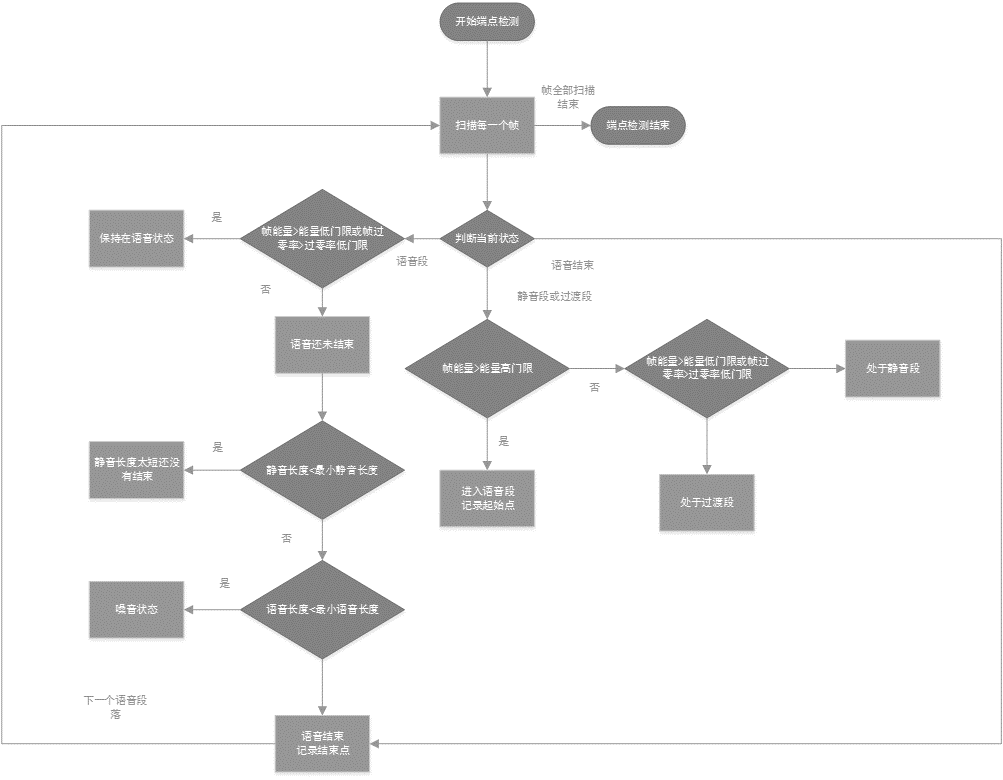 开始端点检测
帧全部扫描
结束
扫描每一个帧
端点检测结束
是
保持在语音状态
帧能量>能量低门限或帧过
零率>过零率低门限
判断当前状态
语音段
语音结束
否
静音段或过渡段
语音还未结束
帧能量>能量高门限
帧能量>能量低门限或帧过
零率>过零率低门限
处于静音段
否
是
是
静音长度太短还没
有结束
静音长度<最小静音长度
进入语音段
记录起始点
处于过渡段
否
是
噪音状态
语音长度<最小语音长度
下一个语音段
落
语音结束
记录结束点